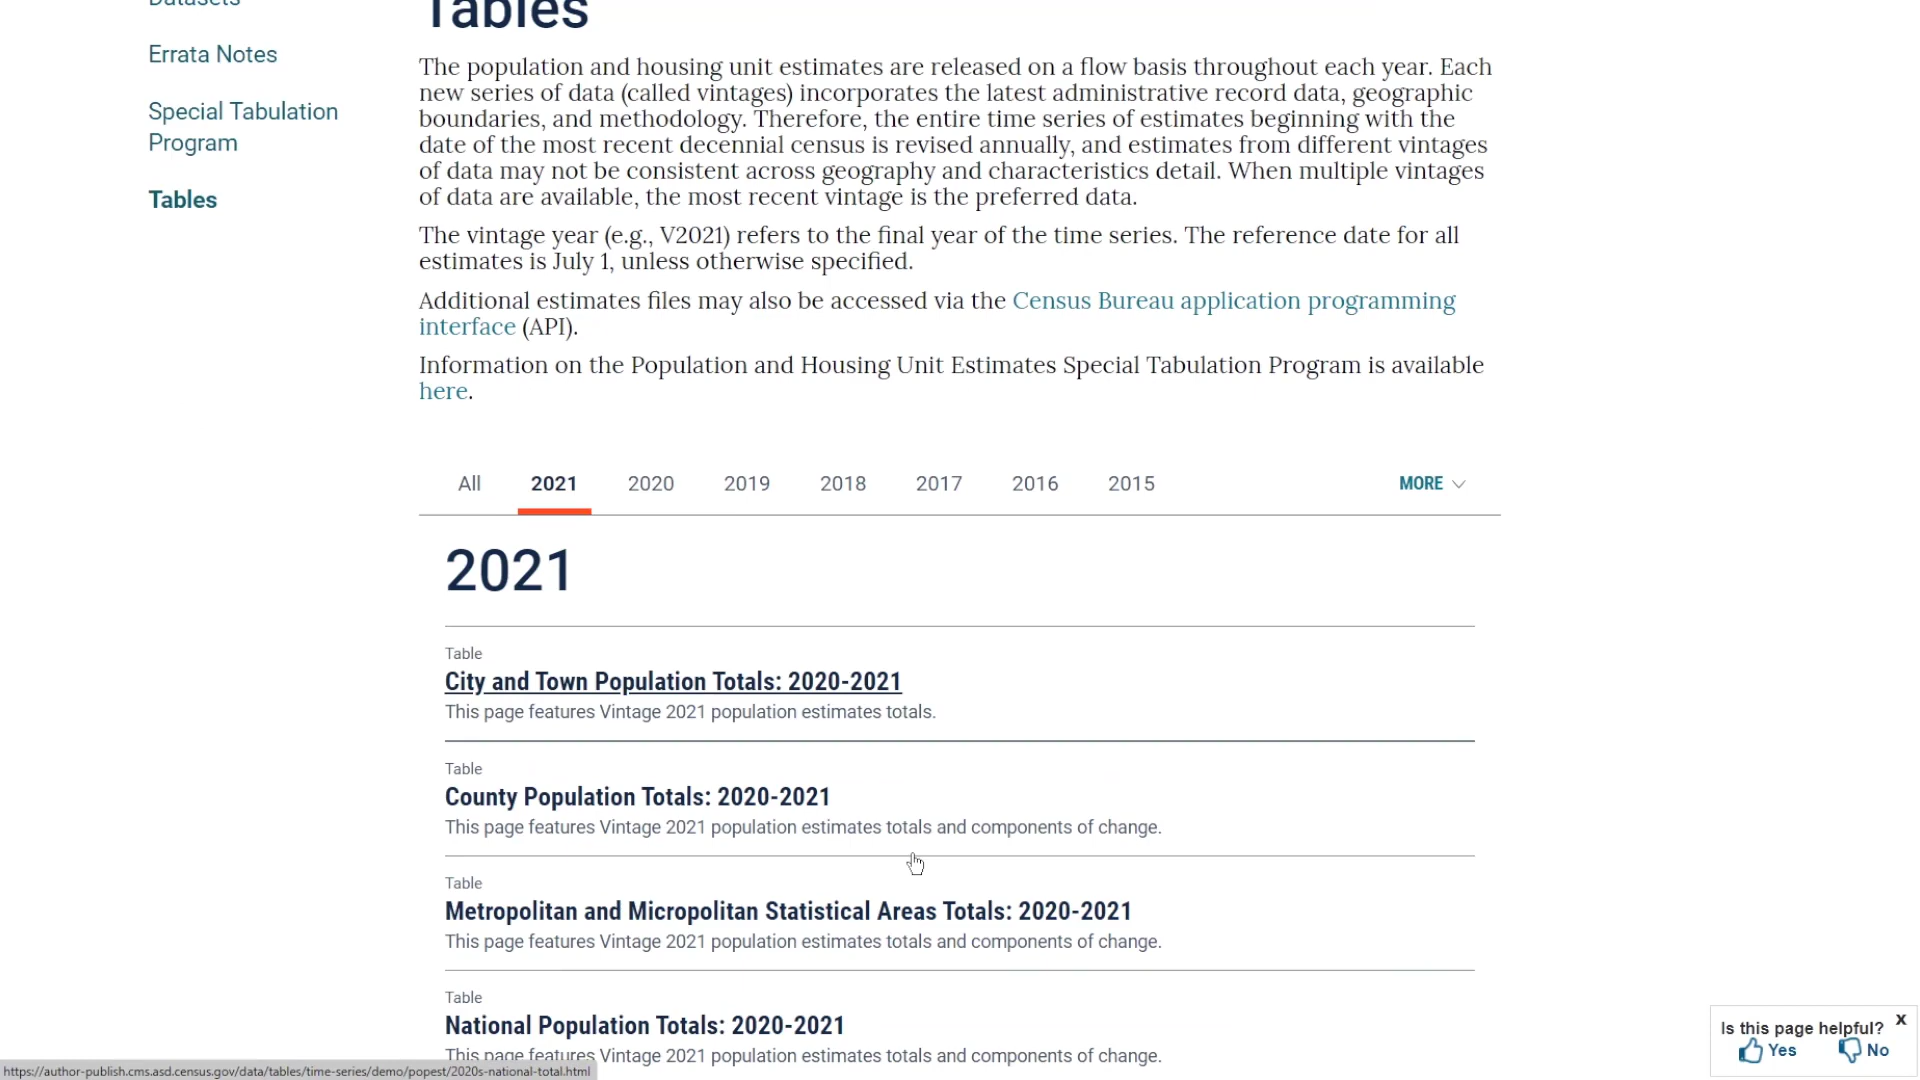 Datasets
Errata Notes
Special Tabulation
Program
Tables
Tables
The population and housing unit estimates are released on a flow basis throughout each year. Each
new series of data (called vintages) incorporates the latest administrative record data, geographic
boundaries, and methodology. Therefore, the entire time series of estimates beginning with the
date of the most recent decennial census is revised annually, and estimates from different vintages
of data may not be consistent across geography and characteristics detail. When multiple vintages
of data are available, the most recent vintage is the preferred data.
The vintage year (e.g., V2021) refers to the final year of the time series. The reference date for all
estimates is July 1, unless otherwise specified.
Additional estimates files may also be accessed via the Census Bureau application programming
interface (API).
Information on the Population and Housing Unit Estimates Special Tabulation Program is available
here.
All 2021 2020 2019 2018 2017 2016 2015 MORE
2021
Table
City and Town Population Totals: 2020-2021
This page features Vintage 2021 population estimates totals.
Table
County Population Totals: 2020-2021
This page features Vintage 2021 population estimates totals and components of change.
Table
Metropolitan and Micropolitan Statistical Areas Totals: 2020-2021
This page features Vintage 2021 population estimates totals and components of change.
Table
National Population Totals: 2020-2021
This page features Vintage 2021 population estimates totals and components of change.
Is this page helpful? X
Yes No
https://author-publish.cms.asd.census.gov/data/tables/time-series/demo/popest/2020s-national-total.html